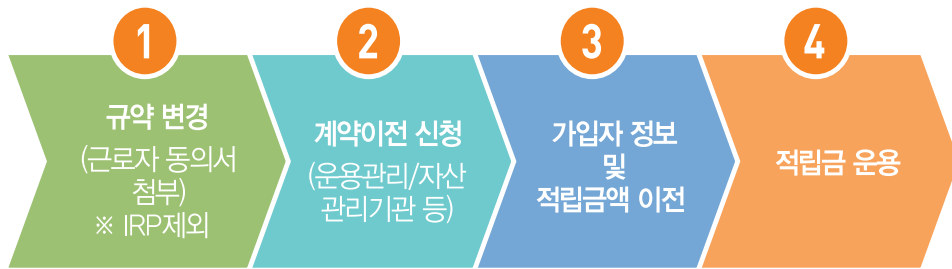 1
규약 변경
(근로자 동의서
첨부)
※ IRP제외
2
계약이전 신청
(운용관리/자산
관리기관 등)
3
가입자 정보
및
적립금액 이전
4
적립금 운용